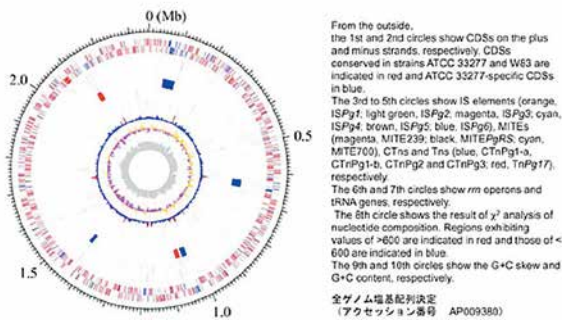 0 (Mb)
0.5
1.0
1.5
2.0
From the outside,
the 1st and 2nd circles show CDSs on the plus
and minus strands, respectively. CDSs
conserved in strains ATCC 33277 and W83 are
indicated in red and ATCC 33277-specific CDSs
in blue.
The 3rd to 5th circles show IS elements (orange,
ISPg1; light green, ISPg2; magenta, ISPg3; cyan,
ISPg4; brown, ISPg5; blue, ISPg6), MITEs
(magenta, MITE239; black, MITEPgRS; cyan,
MITE700), CTns and Tns (blue, CTnPg1-a,
CTnPg1-b, CTnPg2 and CTnPg3; red, TnPg17),
respectively.
The 6th and 7th circles show rrn operons and
tRNA genes, respectively.
The 8th circle shows the result of χ² analysis of
nucleotide composition. Regions exhibiting
values of >600 are indicated in red and those of <
600 are indicated in blue.
The 9th and 10th circles show the G+C skew and
G+C content, respectively.
全ゲノム塩基配列決定
(アクセッション番号 AP009380)